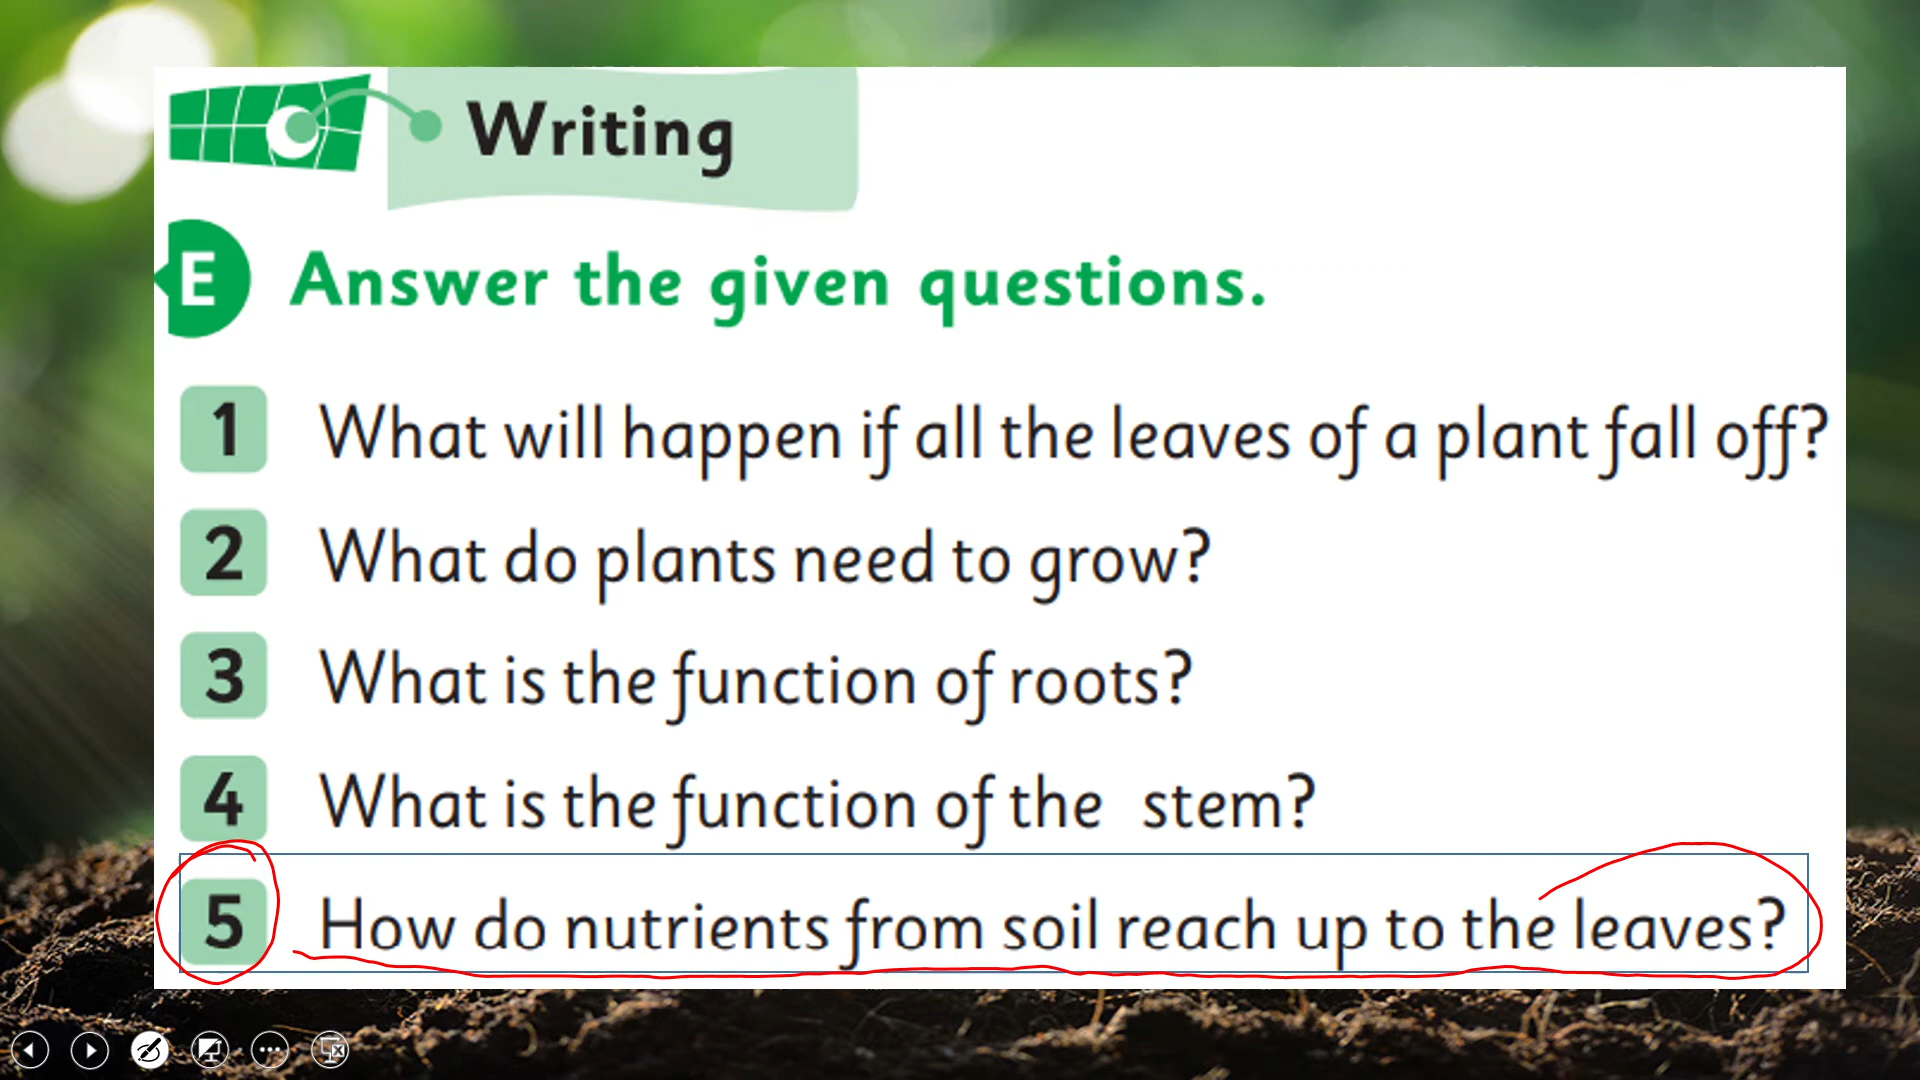 Writing
E Answer the given questions.
1 What will happen if all the leaves of a plant fall off?
2 What do plants need to grow?
3 What is the function of roots?
4 What is the function of the stem?
5 How do nutrients from soil reach up to the leaves?